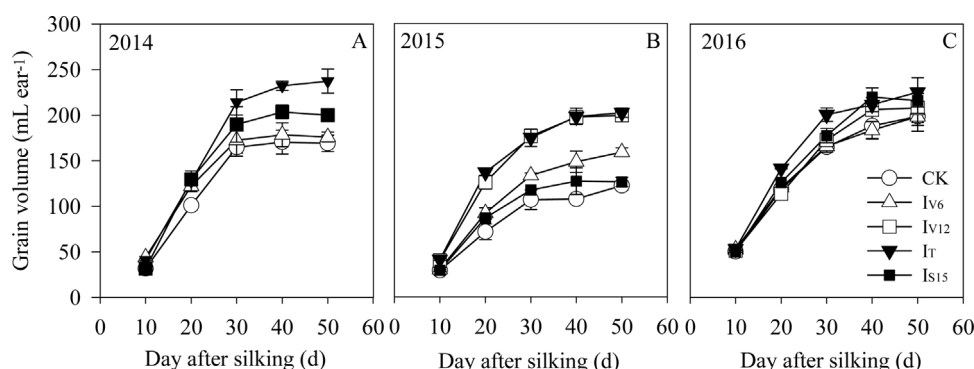 300
250
200
150
100
50
0
Grain volume (mL ear-1)
2014
A
2015
B
2016
C
CK
IV6
IV12
IT
IS15
0 10 20 30 40 50 60
0 10 20 30 40 50 60
0 10 20 30 40 50 60
Day after silking (d)
Day after silking (d)
Day after silking (d)